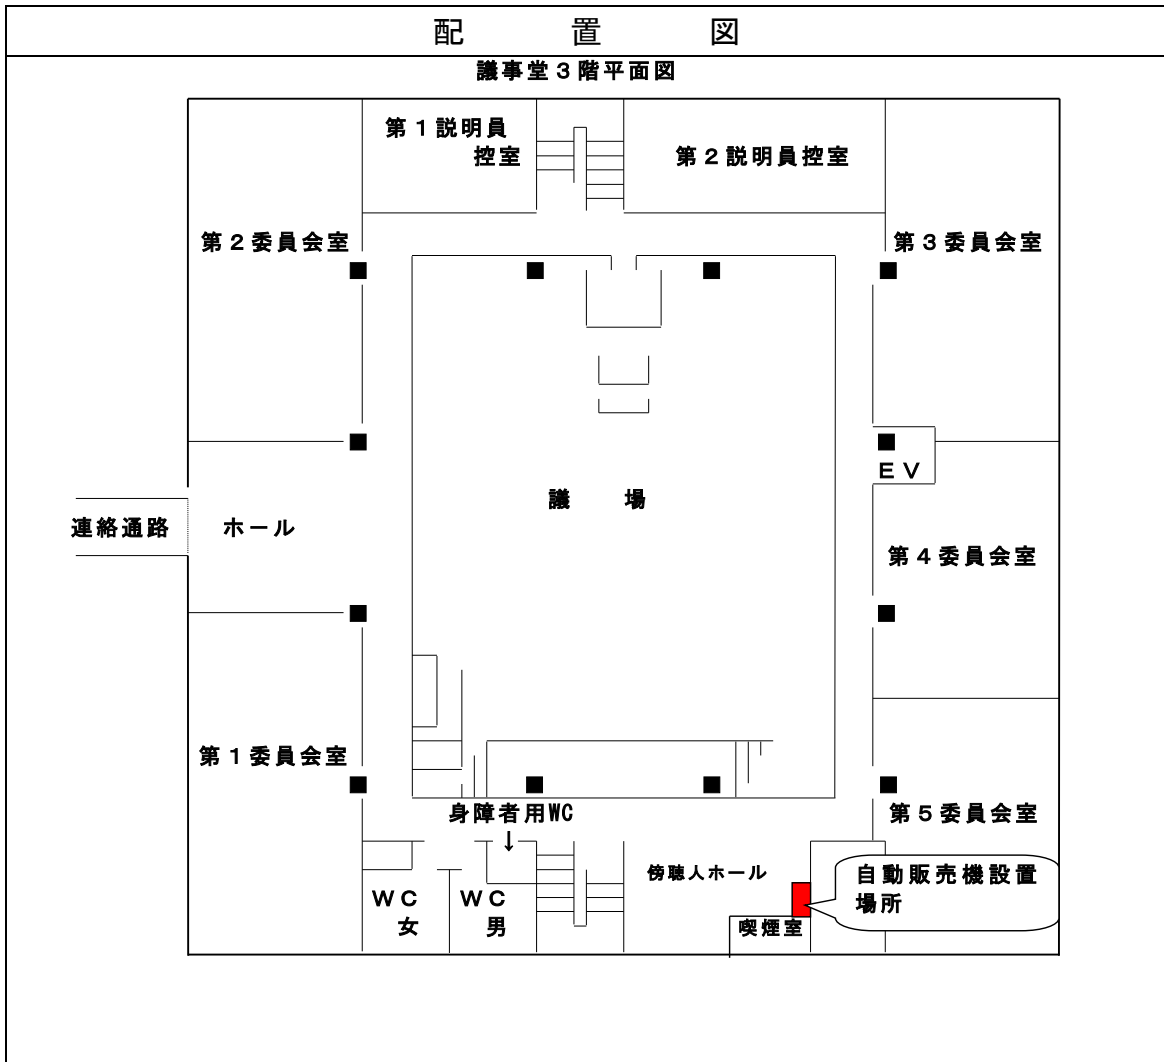 配置図
議事堂３階平面図
第１説明員
控室
第２説明員控室
第２委員会室
第３委員会室
ＥＶ
議場
連絡通路
ホール
第４委員会室
第１委員会室
身障者用WC
↓
第５委員会室
傍聴人ホール
自動販売機設置
場所
ＷＣ
女
ＷＣ
男
喫煙室